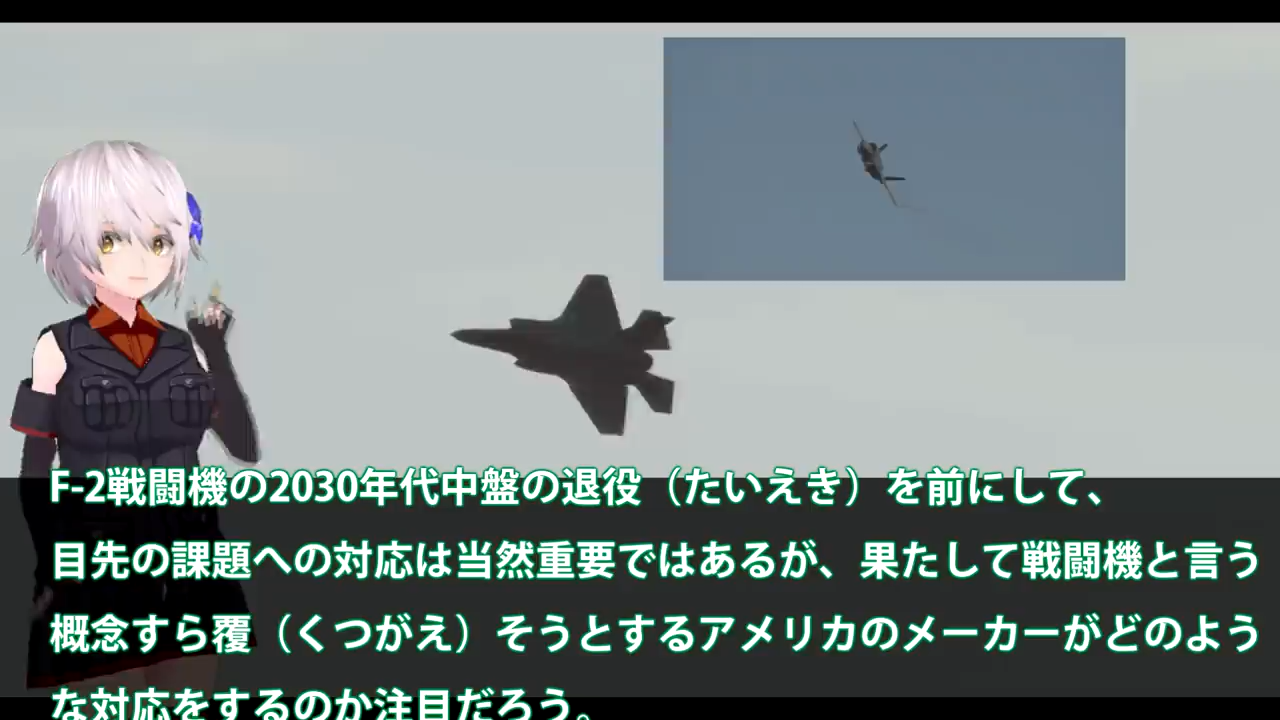 F-2戦闘機の2030年代中盤の退役（たいえき）を前にして、
目先の課題への対応は当然重要ではあるが、果たして戦闘機と言う
概念すら覆（くつがえ）そうとするアメリカのメーカーがどのよう
な対応をするのか注目だろう。